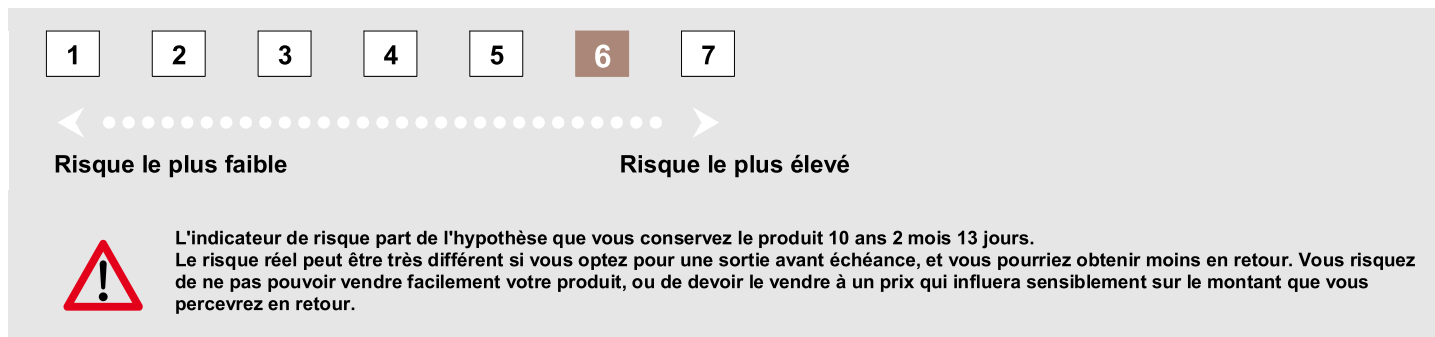 1 2 3 4 5 6 7
Risque le plus faible Risque le plus élevé
L'indicateur de risque part de l'hypothèse que vous conservez le produit 10 ans 2 mois 13 jours.
Le risque réel peut être très différent si vous optez pour une sortie avant échéance, et vous pourriez obtenir moins en retour. Vous risquez
de ne pas pouvoir vendre facilement votre produit, ou de devoir le vendre à un prix qui influera sensiblement sur le montant que vous
percevrez en retour.